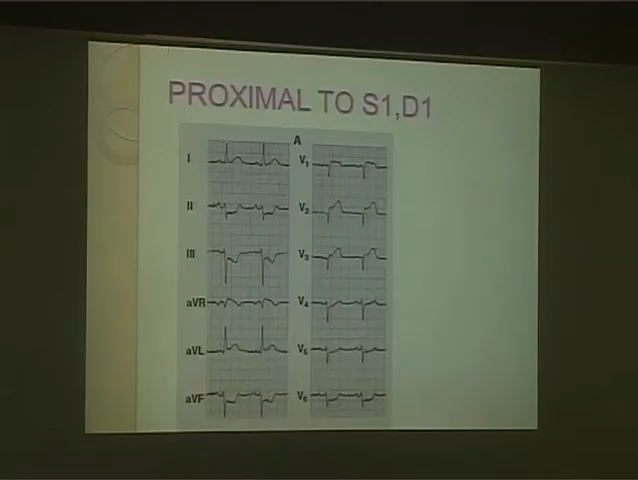 PROXIMAL TO S1,D1
A
I
V1
II
V2
III
V3
aVR
V4
aVL
V5
aVF
V6